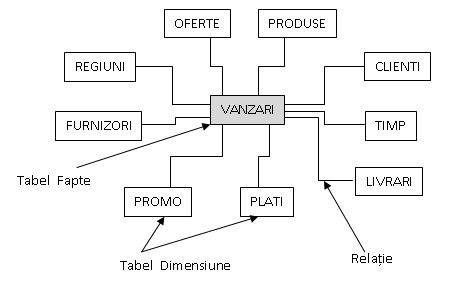 OFERTE
PRODUSE
REGIUNI
CLIENTI
VANZARI
FURNIZORI
TIMP
Tabel Fapte
LIVRARI
PROMO
PLATI
Tabel Dimensiune
Relație